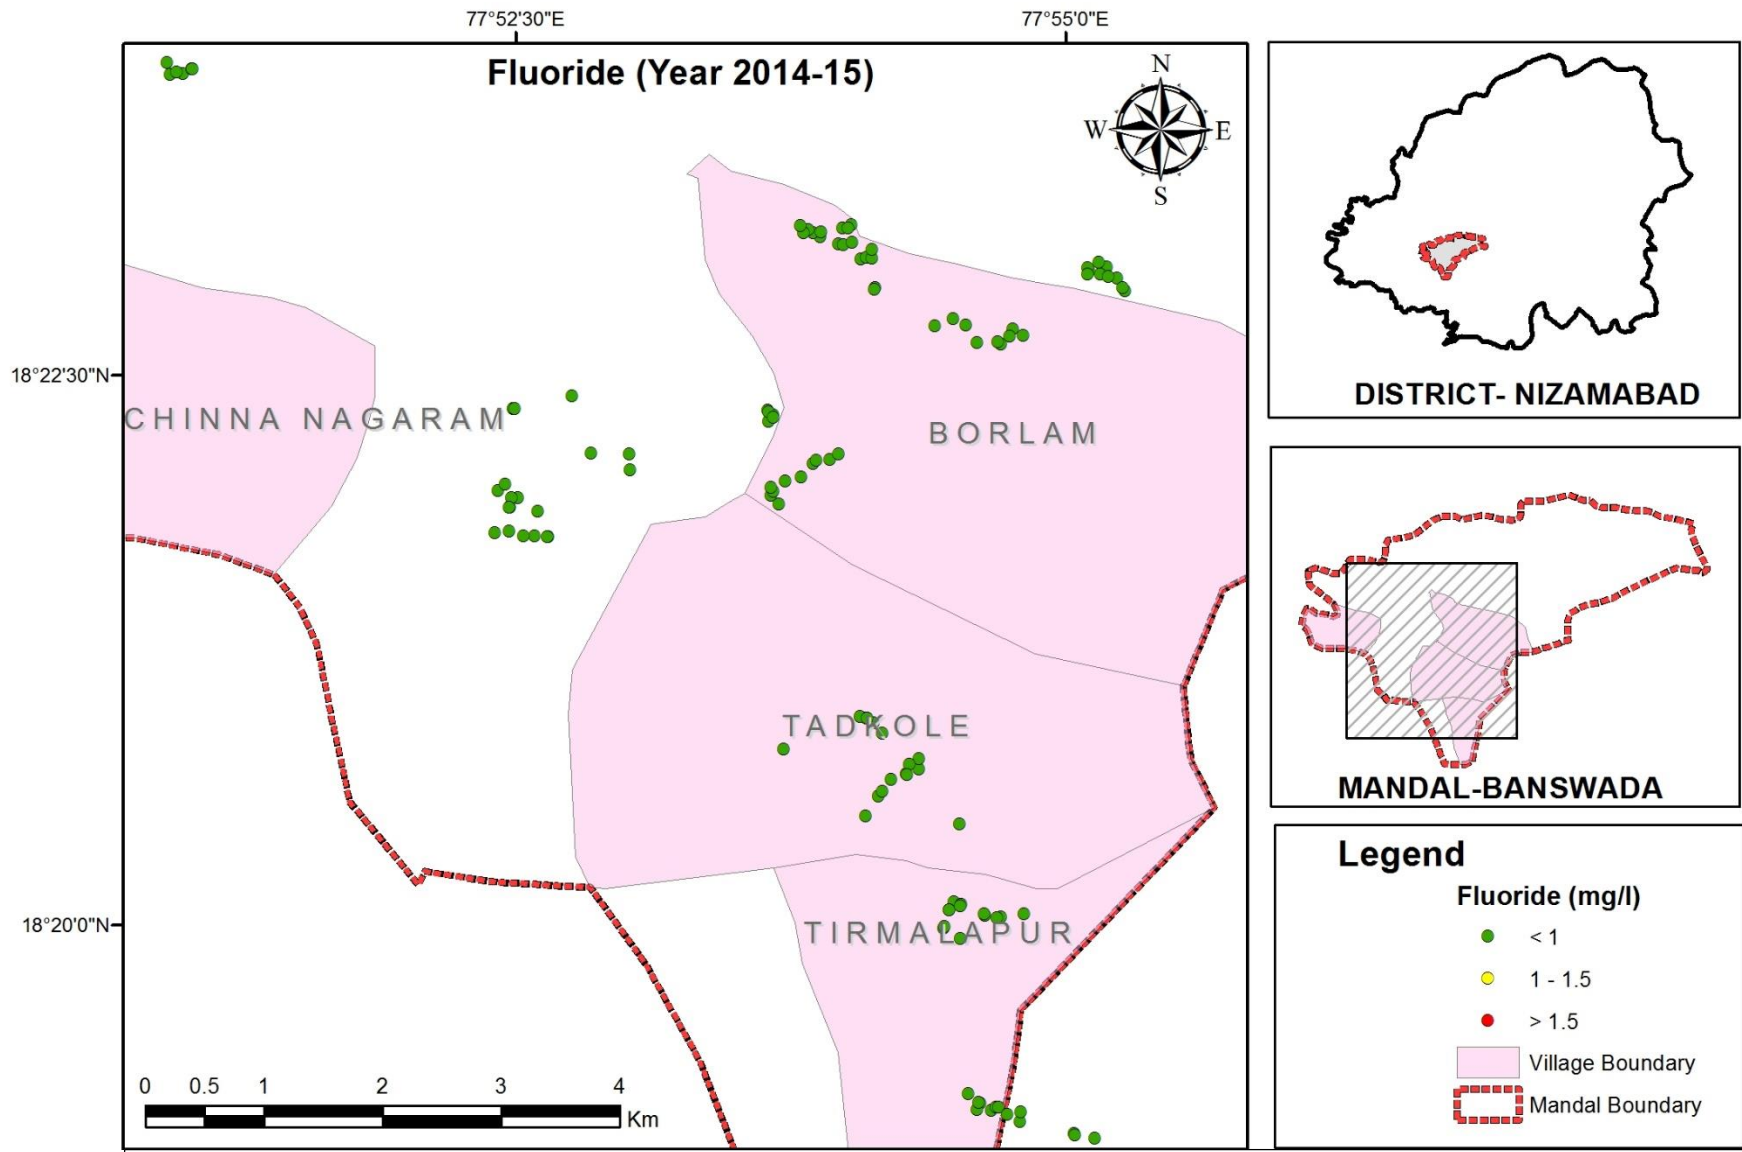 77°52'30"E
77°55'0"E
Fluoride (Year 2014-15)
N
W
E
S
18°22'30"N
CHINNA NAGARAM
BORLAM
TADKOLE
18°20'0"N
TIRMALAPUR
0 0.5 1 2 3 4
Km
DISTRICT- NIZAMABAD
MANDAL-BANSWADA
Legend
Fluoride (mg/l)
< 1
1 - 1.5
> 1.5
Village Boundary
Mandal Boundary